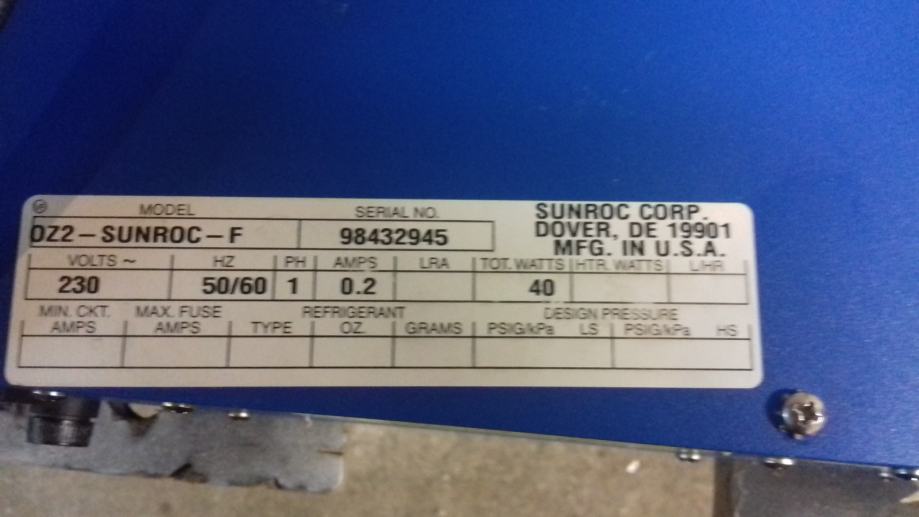 MODEL SERIAL NO. SUNROC CORP.
OZ2-SUNROC-F 98432945 DOVER, DE 19901
MFG. IN U.S.A.
VOLTS ~ HZ PH AMPS LRA TOT. WATTS HTR. WATTS L/HR
230 50/60 1 0.2 40
MIN. CKT. MAX. FUSE REFRIGERANT DESIGN PRESSURE
AMPS AMPS TYPE OZ. GRAMS PSIG/kPa LS PSIG/kPa HS